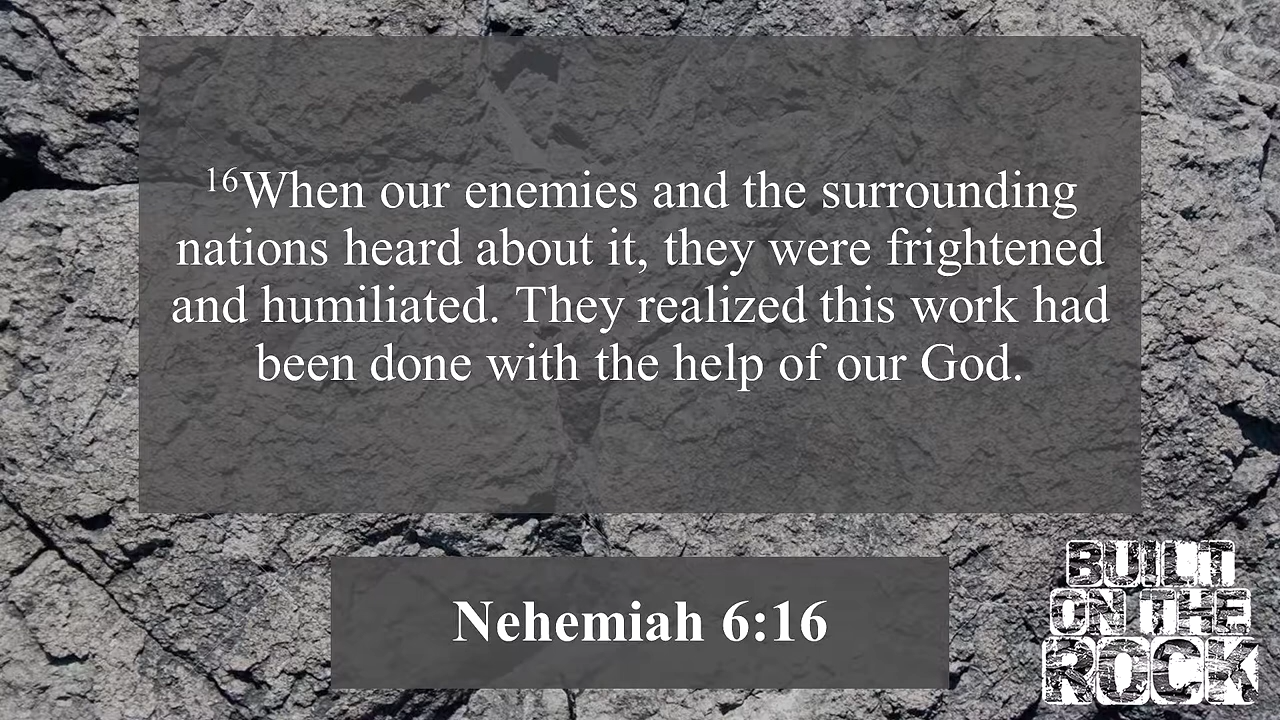 16When our enemies and the surrounding
nations heard about it, they were frightened
and humiliated. They realized this work had
been done with the help of our God.
Nehemiah 6:16
BUILT
ON THE
ROCK